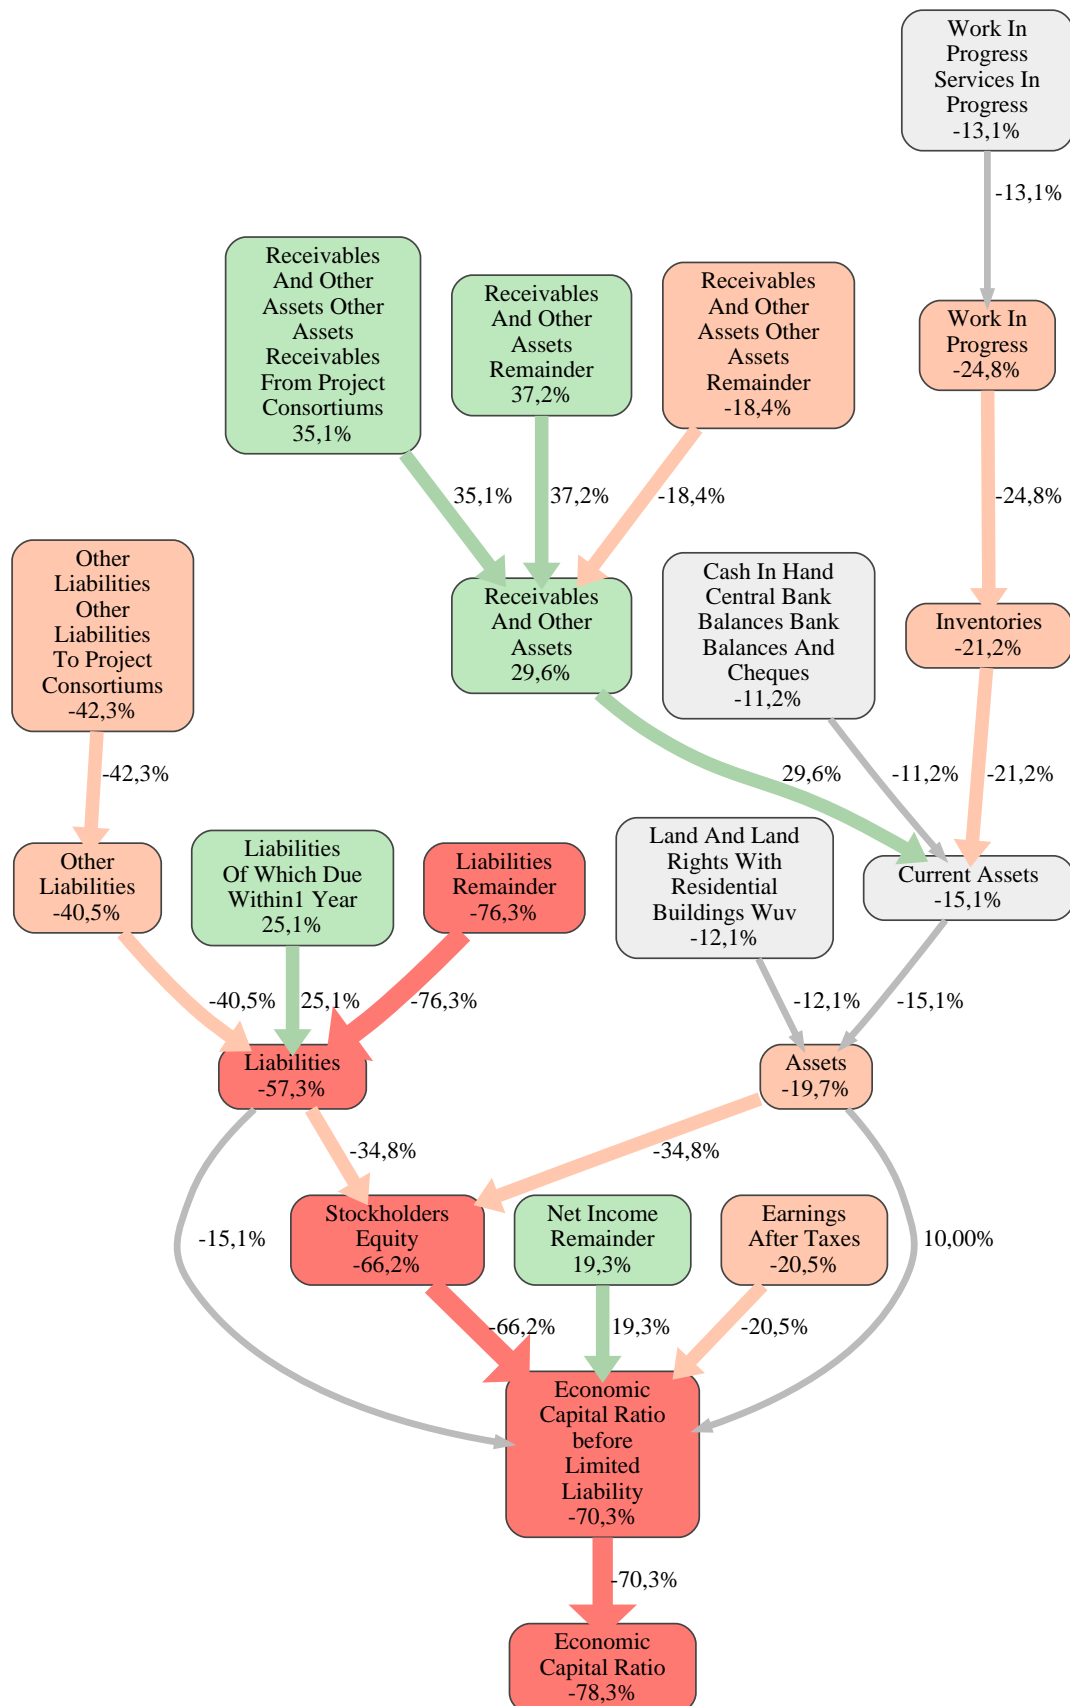 Work In
Progress
Services In
Progress
-13,1%
-13,1%
Receivables
And Other
Assets Other
Assets
Receivables
From Project
Consortiums
35,1%
Receivables
And Other
Assets
Remainder
37,2%
Receivables
And Other
Assets Other
Assets
Remainder
-18,4%
Work In
Progress
-24,8%
35,1%
37,2%
-18,4%
-24,8%
Other
Liabilities
Other
Liabilities
To Project
Consortiums
-42,3%
Receivables
And Other
Assets
29,6%
Cash In Hand
Central Bank
Balances Bank
Balances And
Cheques
-11,2%
Inventories
-21,2%
-42,3%
29,6%
-11,2%
-21,2%
Other
Liabilities
-40,5%
Liabilities
Of Which Due
Within1 Year
25,1%
Liabilities
Remainder
-76,3%
Land And Land
Rights With
Residential
Buildings Wuv
-12,1%
Current Assets
-15,1%
-40,5%
25,1%
-76,3%
-12,1%
-15,1%
Liabilities
-57,3%
Assets
-19,7%
-34,8%
-34,8%
-15,1%
Stockholders
Equity
-66,2%
Net Income
Remainder
19,3%
Earnings
After Taxes
-20,5%
10,00%
-66,2%
19,3%
-20,5%
Economic
Capital Ratio
before
Limited
Liability
-70,3%
-70,3%
Economic
Capital Ratio
-78,3%